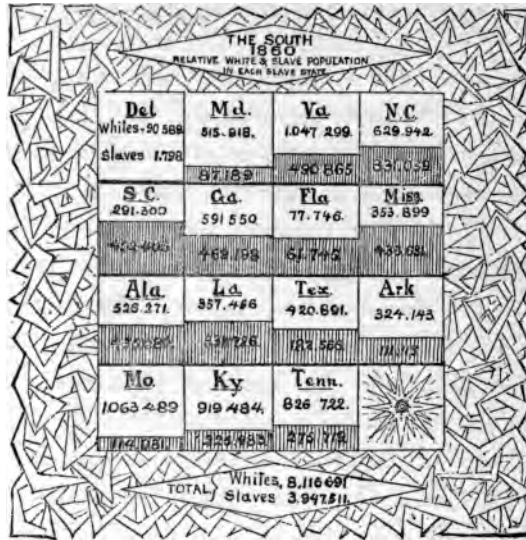 THE SOUTH
1860
RELATIVE WHITE & SLAVE POPULATION
IN EACH SLAVE STATE.
Del
Whites-90 589.
Slaves 1.798.
Md.
515.918.
87.189
Va
1.047.299.
490.865
N.C.
629.942
S.C.
291.300
Ga.
591.550
462.198
Fla
77.746.
61.745.
Miss
353.899
Ala
526.271.
La
357.456
Tex
420.891.
182.566.
Ark
324.143.
Mo
1063.489
Ky
919.484.
Tenn.
826 722.
275.719.
TOTAL { Whites, 8,116691
Slaves 3.947.511.